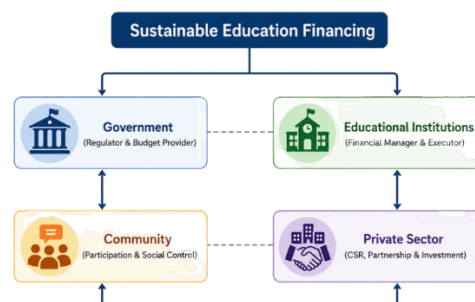 Sustainable Education Financing
Government
(Regulator & Budget Provider)
Educational Institutions
(Financial Manager & Executor)
Community
(Participation & Social Control)
Private Sector
(CSR, Partnership & Investment)